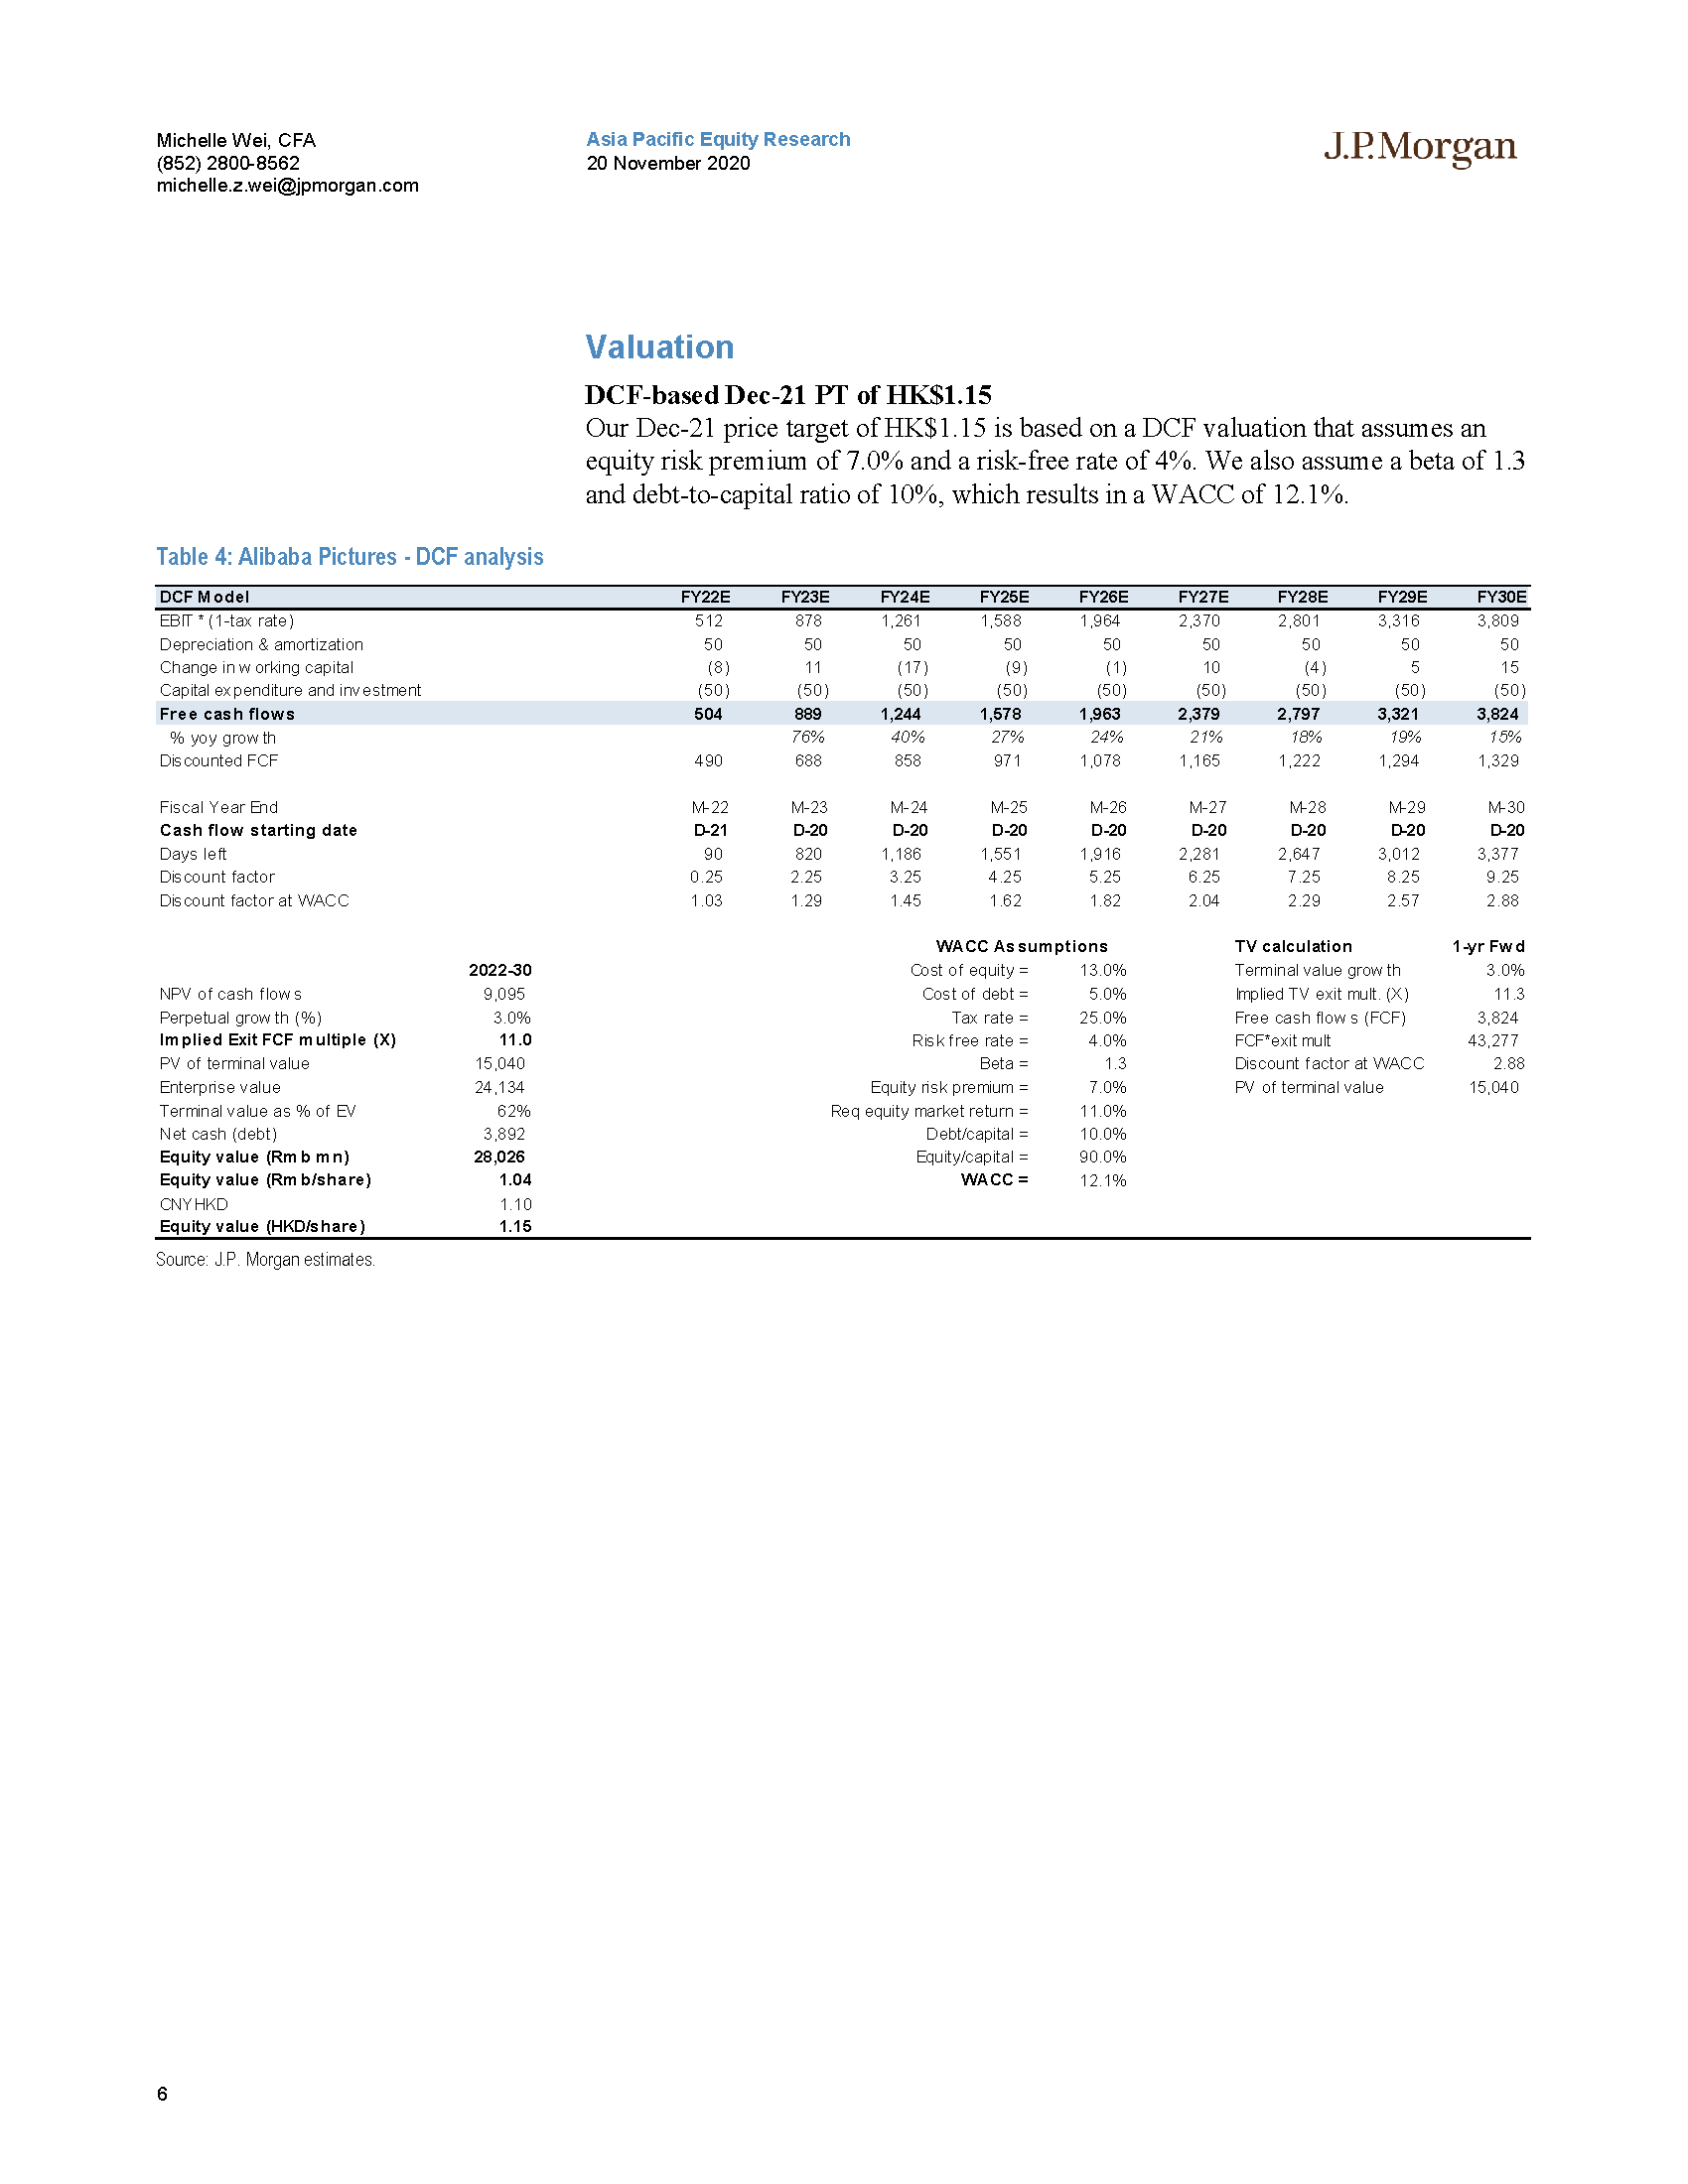 Michelle Wei, CFA
(852) 2800-8562
michelle.z.wei@jpmorgan.com
Asia Pacific Equity Research
20 November 2020
J.P.Morgan
Valuation
DCF-based Dec-21 PT of HK$1.15
Our Dec-21 price target of HK$1.15 is based on a DCF valuation that assumes an
equity risk premium of 7.0% and a risk-free rate of 4%. We also assume a beta of 1.3
and debt-to-capital ratio of 10%, which results in a WACC of 12.1%.
Table 4: Alibaba Pictures - DCF analysis
DCF Model FY22E FY23E FY24E FY25E FY26E FY27E FY28E FY29E FY30E
EBIT * (1-tax rate) 512 878 1,261 1,588 1,964 2,370 2,801 3,316 3,809
Depreciation & amortization 50 50 50 50 50 50 50 50 50
Change in working capital (8) 11 (17) (9) (1) 10 (4) 5 15
Capital expenditure and investment (50) (50) (50) (50) (50) (50) (50) (50) (50)
Free cash flows 504 889 1,244 1,578 1,963 2,379 2,797 3,321 3,824
% yoy growth 76% 40% 27% 24% 21% 18% 19% 15%
Discounted FCF 490 688 858 971 1,078 1,165 1,222 1,294 1,329
Fiscal Year End M-22 M-23 M-24 M-25 M-26 M-27 M-28 M-29 M-30
Cash flow starting date D-21 D-20 D-20 D-20 D-20 D-20 D-20 D-20 D-20
Days left 90 820 1,186 1,551 1,916 2,281 2,647 3,012 3,377
Discount factor 0.25 2.25 3.25 4.25 5.25 6.25 7.25 8.25 9.25
Discount factor at WACC 1.03 1.29 1.45 1.62 1.82 2.04 2.29 2.57 2.88
WACC Assumptions TV calculation 1-yr Fwd
2022-30 Cost of equity = 13.0% Terminal value growth 3.0%
NPV of cash flows 9,095 Cost of debt = 5.0% Implied TV exit mult. (X) 11.3
Perpetual growth (%) 3.0% Tax rate = 25.0% Free cash flows (FCF) 3,824
Implied Exit FCF multiple (X) 11.0 Risk free rate = 4.0% FCF*exit mult 43,277
PV of terminal value 15,040 Beta = 1.3 Discount factor at WACC 2.88
Enterprise value 24,134 Equity risk premium = 7.0% PV of terminal value 15,040
Terminal value as % of EV 62% Req equity market return = 11.0%
Net cash (debt) 3,892 Debt/capital = 10.0%
Equity value (Rmb mn) 28,026 Equity/capital = 90.0%
Equity value (Rmb/share) 1.04 WACC = 12.1%
CNYHKD 1.10
Equity value (HKD/share) 1.15
Source: J.P. Morgan estimates.
6